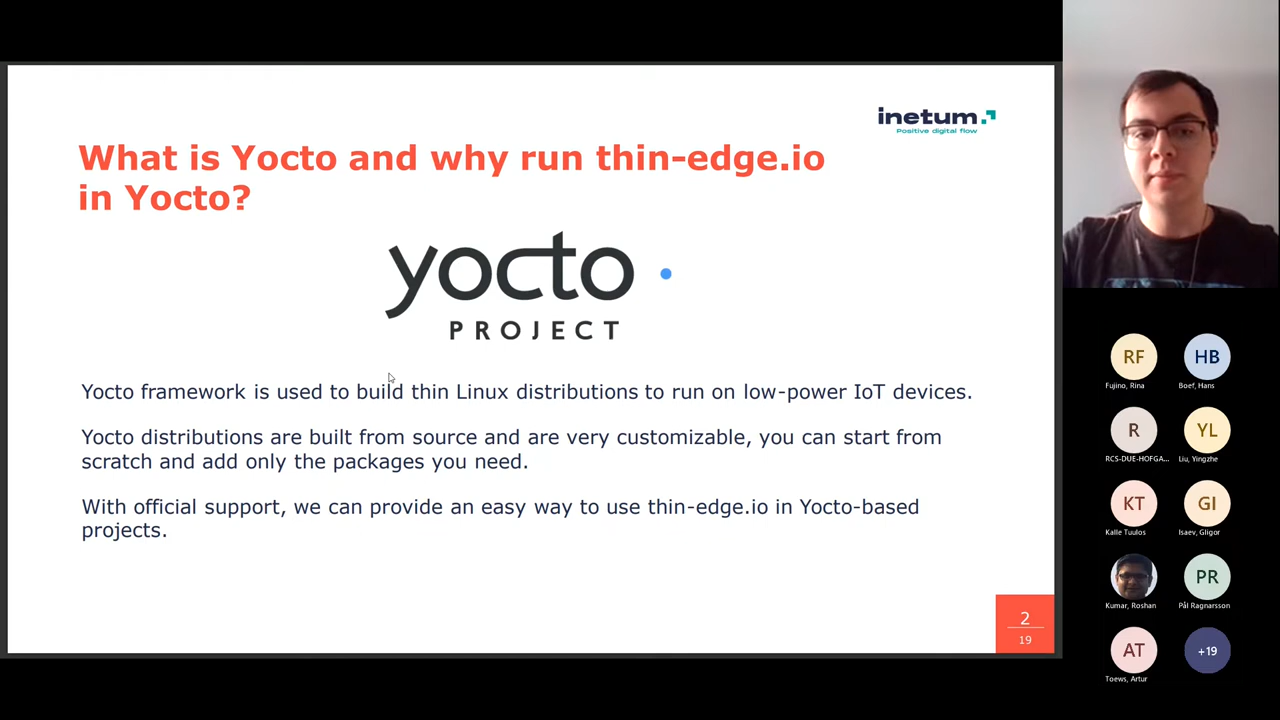 inetum
Positive digital flow
What is Yocto and why run thin-edge.io
in Yocto?
yocto
PROJECT
Yocto framework is used to build thin Linux distributions to run on low-power IoT devices.
Yocto distributions are built from source and are very customizable, you can start from
scratch and add only the packages you need.
With official support, we can provide an easy way to use thin-edge.io in Yocto-based
projects.
2
19
RF
Fujino, Rina
HB
Boef, Hans
R
RCS-DUE-HOFGA...
YL
Liu, Yingzhe
KT
Kalle Tuulos
GI
Isaev, Gligor
Kumar, Roshan
PR
Pål Ragnarsson
AT
Toews, Artur
+19